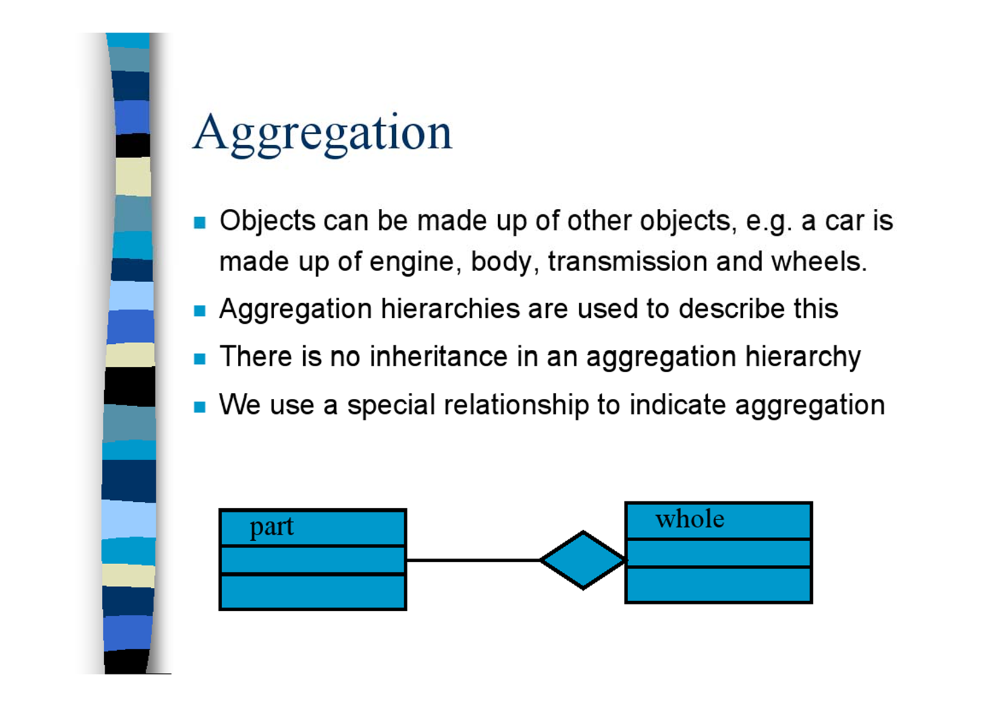 Aggregation
Objects can be made up of other objects, e.g. a car is
made up of engine, body, transmission and wheels.
Aggregation hierarchies are used to describe this
There is no inheritance in an aggregation hierarchy
We use a special relationship to indicate aggregation
part
whole